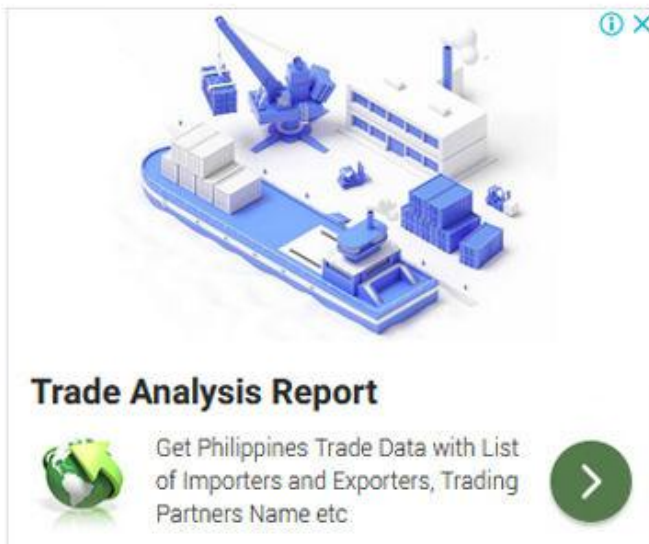 Trade Analysis Report
Get Philippines Trade Data with List
of Importers and Exporters, Trading
Partners Name etc